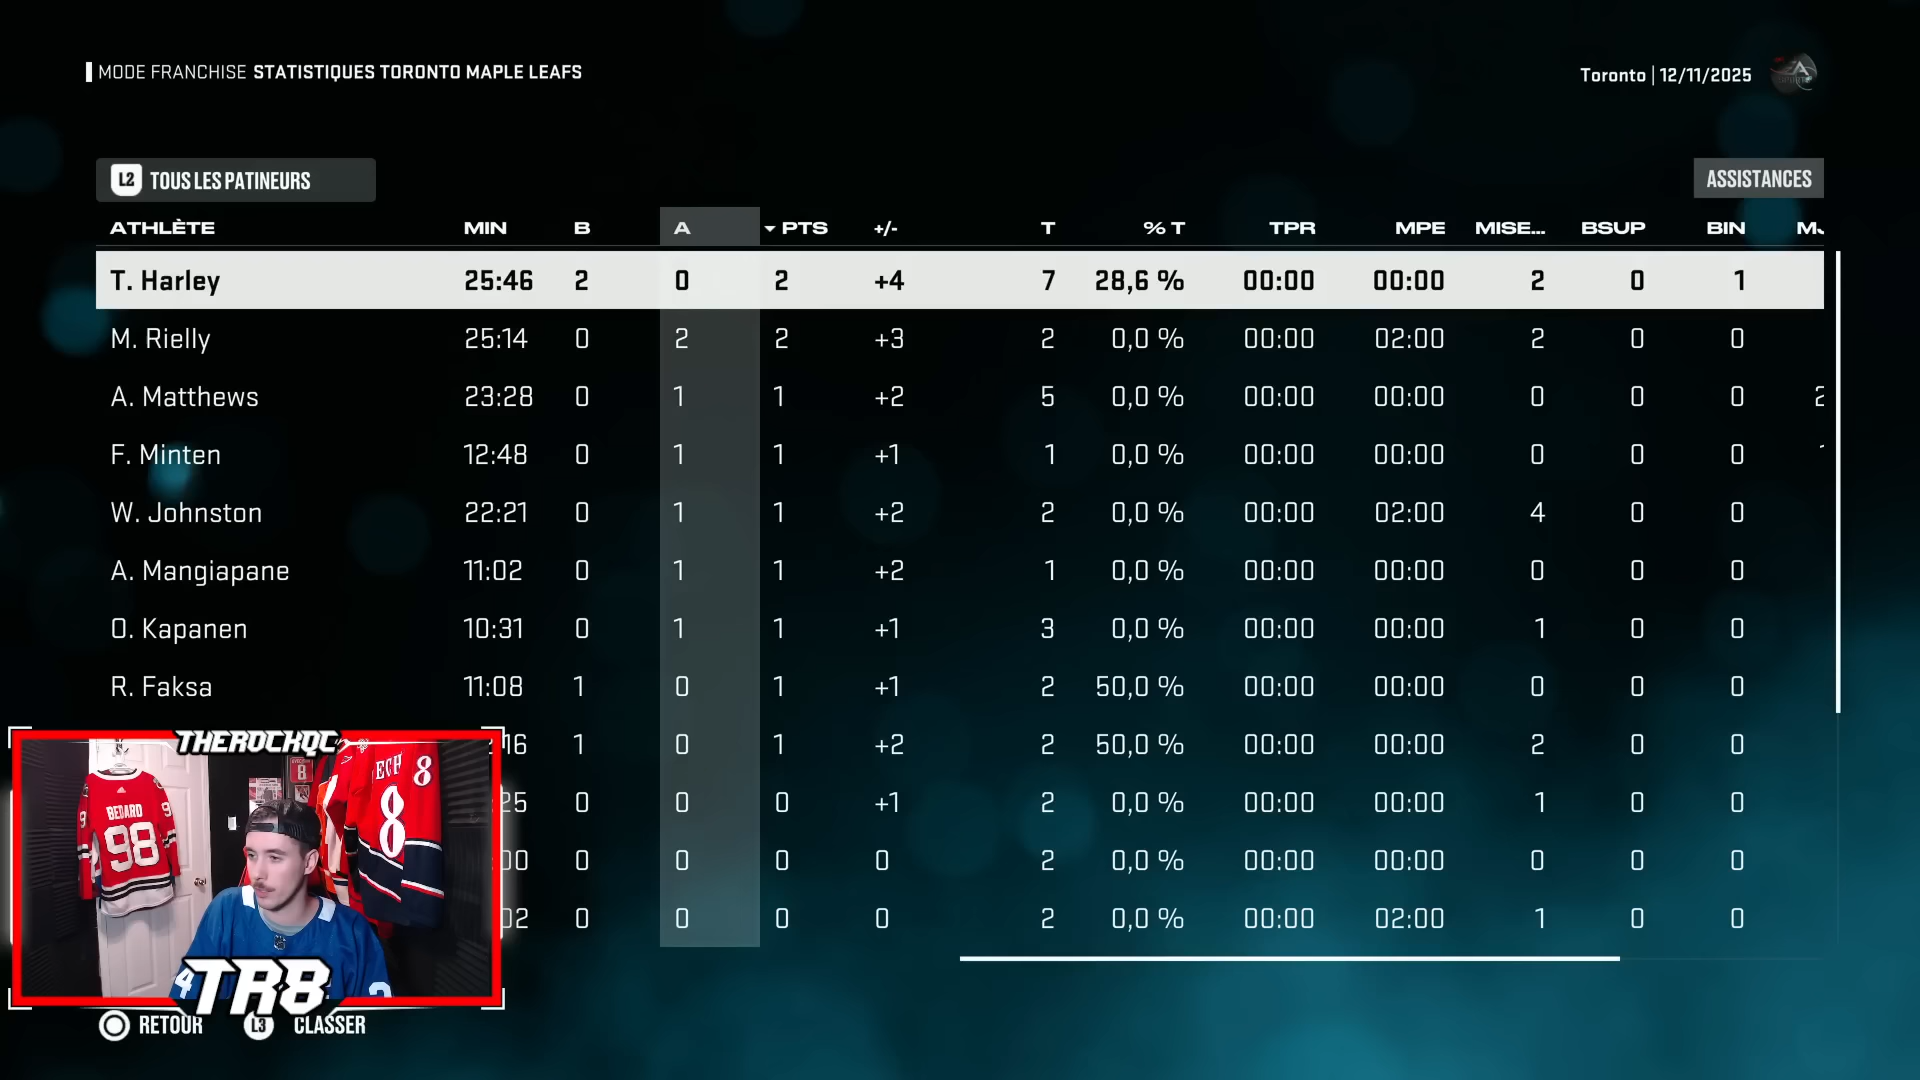 MODE FRANCHISE STATISTIQUES TORONTO MAPLE LEAFS
Toronto | 12/11/2025
L2 TOUS LES PATINEURS
ASSISTANCES
ATHLÈTE MIN B A PTS +/- T % T TPR MPE MISE... BSUP BIN
T. Harley 25:46 2 0 2 +4 7 28,6 % 00:00 00:00 2 0 1
M. Rielly 25:14 0 2 2 +3 2 0,0 % 00:00 02:00 2 0 0
A. Matthews 23:28 0 1 1 +2 5 0,0 % 00:00 00:00 0 0 0 2
F. Minten 12:48 0 1 1 +1 1 0,0 % 00:00 00:00 0 0 0
W. Johnston 22:21 0 1 1 +2 2 0,0 % 00:00 02:00 4 0 0
A. Mangiapane 11:02 0 1 1 +2 1 0,0 % 00:00 00:00 0 0 0
O. Kapanen 10:31 0 1 1 +1 3 0,0 % 00:00 00:00 1 0 0
R. Faksa 11:08 1 0 1 +1 2 50,0 % 00:00 00:00 0 0 0
:16 1 0 1 +2 2 50,0 % 00:00 00:00 2 0 0
:25 0 0 0 +1 2 0,0 % 00:00 00:00 1 0 0
:00 0 0 0 0 2 0,0 % 00:00 00:00 0 0 0
:02 0 0 0 0 2 0,0 % 00:00 02:00 1 0 0
THEROCKQC
BEDARD
98
8
8
TR8
RETOUR L3 CLASSER